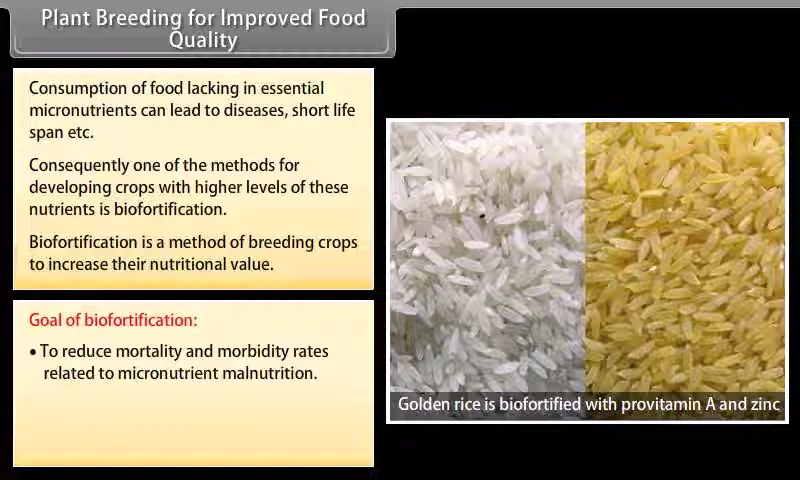 Plant Breeding for Improved Food
Quality
Consumption of food lacking in essential
micronutrients can lead to diseases, short life
span etc.
Consequently one of the methods for
developing crops with higher levels of these
nutrients is biofortification.
Biofortification is a method of breeding crops
to increase their nutritional value.
Goal of biofortification:
• To reduce mortality and morbidity rates
related to micronutrient malnutrition.
Golden rice is biofortified with provitamin A and zinc